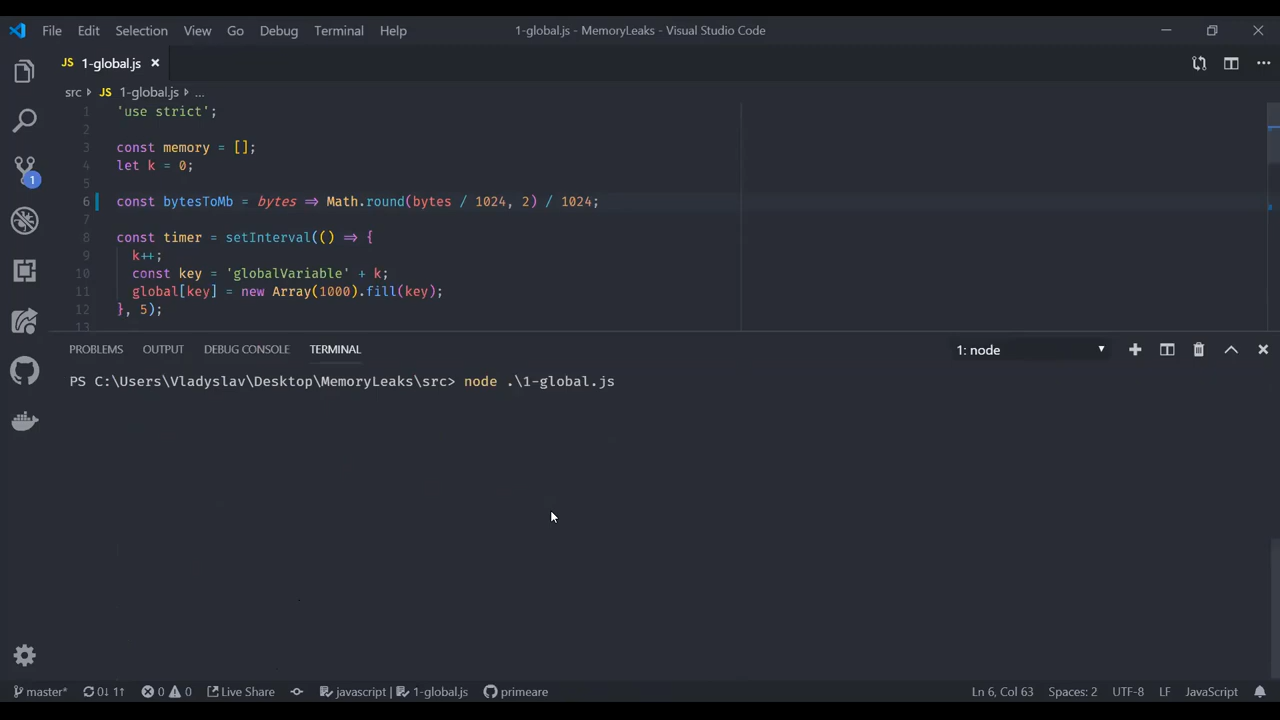 File Edit Selection View Go Debug Terminal Help 1-global.js - MemoryLeaks - Visual Studio Code
JS 1-global.js
src JS 1-global.js ...
1 'use strict';
2
3 const memory = [];
4 let k = 0;
5
6 const bytesToMb = bytes => Math.round(bytes / 1024, 2) / 1024;
7
8 const timer = setInterval(() => {
9 k++;
10 const key = 'globalVariable' + k;
11 global[key] = new Array(1000).fill(key);
12 }, 5);
13
1
PROBLEMS OUTPUT DEBUG CONSOLE TERMINAL 1: node
PS C:\Users\Vladyslav\Desktop\MemoryLeaks\src> node .\1-global.js
master* 0↓ 1↑ 0 0 Live Share javascript | 1-global.js primeare Ln 6, Col 63 Spaces: 2 UTF-8 LF JavaScript